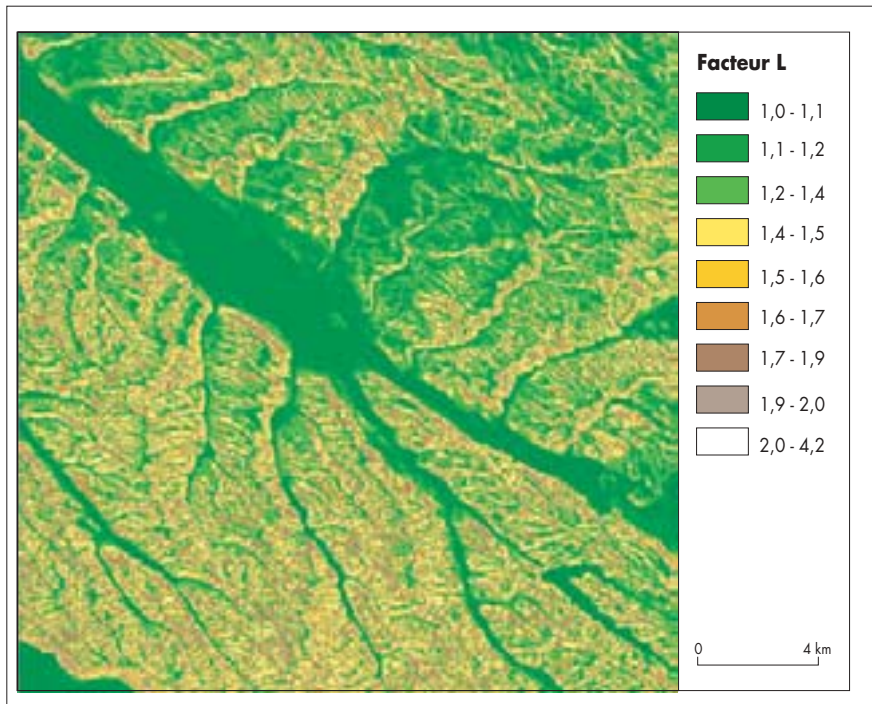 Facteur L
1,0 - 1,1
1,1 - 1,2
1,2 - 1,4
1,4 - 1,5
1,5 - 1,6
1,6 - 1,7
1,7 - 1,9
1,9 - 2,0
2,0 - 4,2
0 4 km